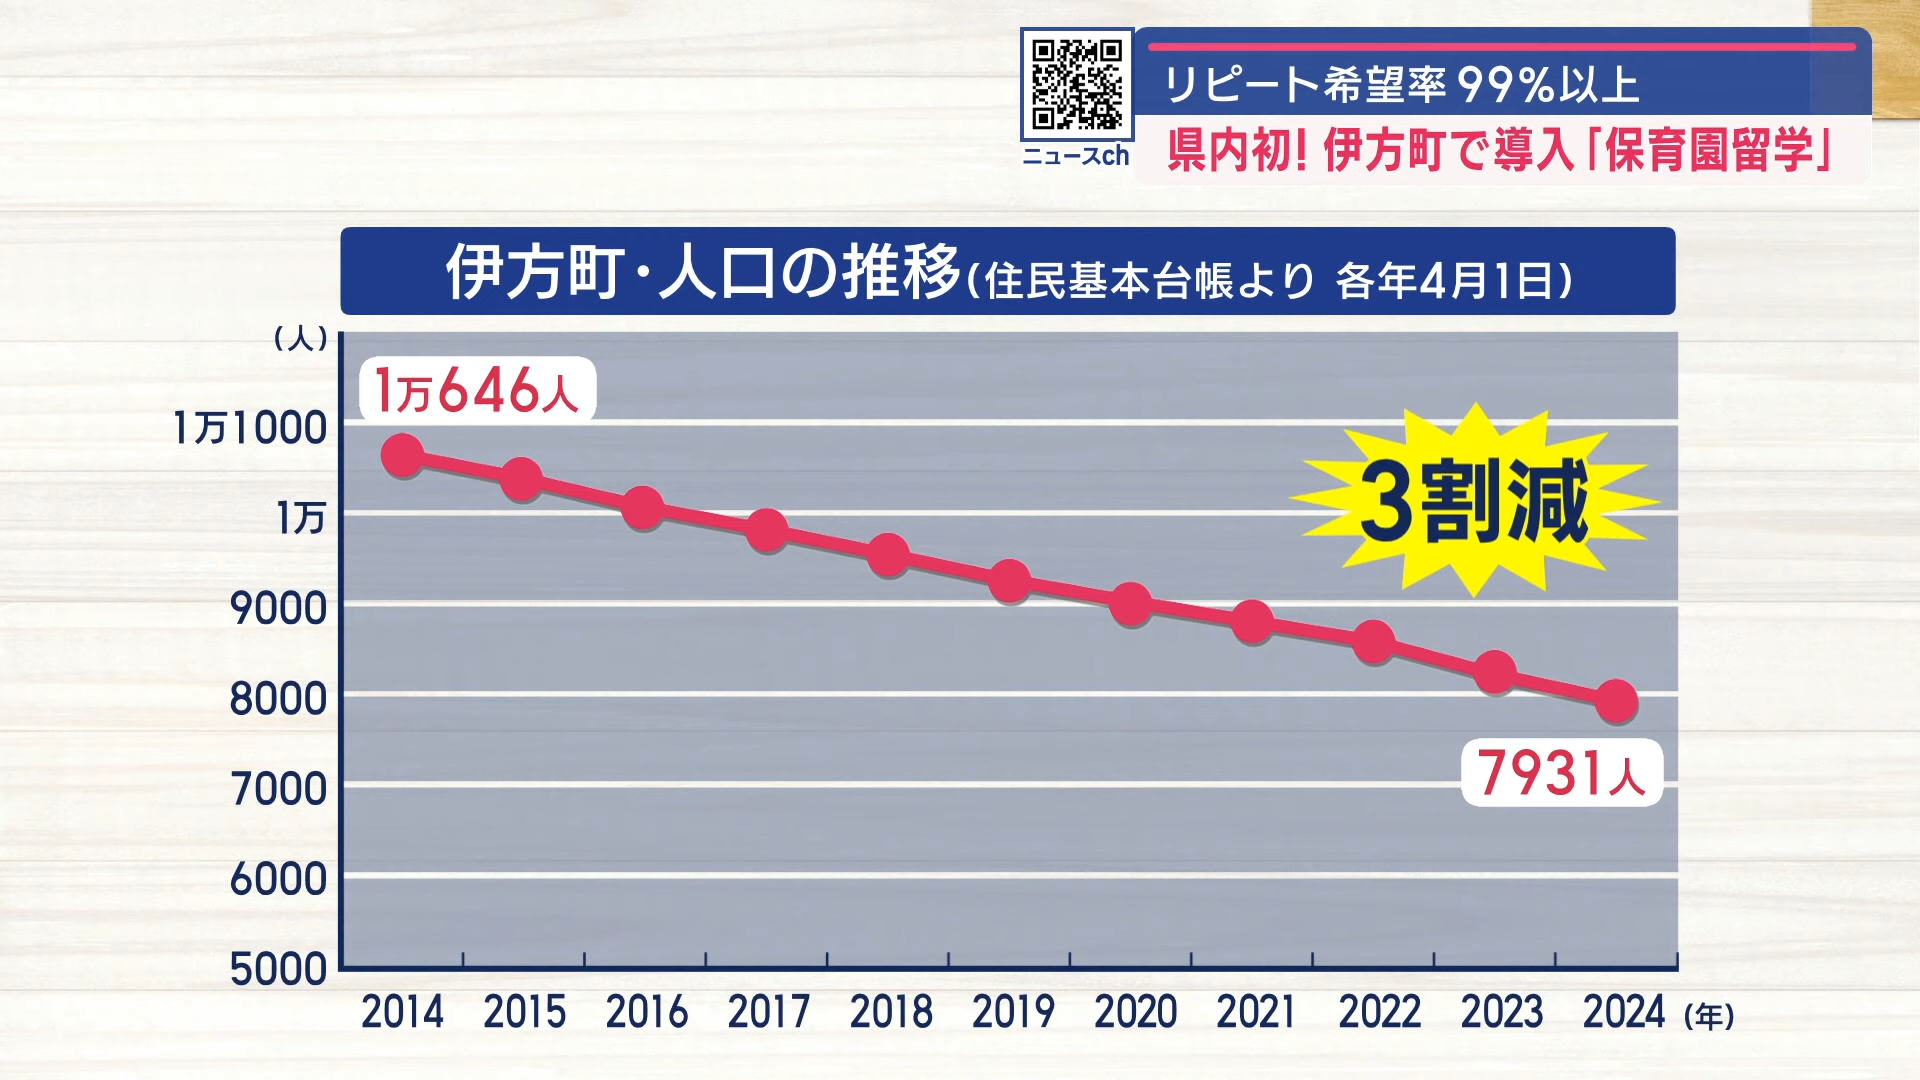 リピート希望率99%以上
県内初！伊方町で導入「保育園留学」
ニュースch
伊方町・人口の推移(住民基本台帳より 各年4月1日)
(人)
1万1000
1万
9000
8000
7000
6000
5000
1万646人
3割減
7931人
2014 2015 2016 2017 2018 2019 2020 2021 2022 2023 2024 (年)